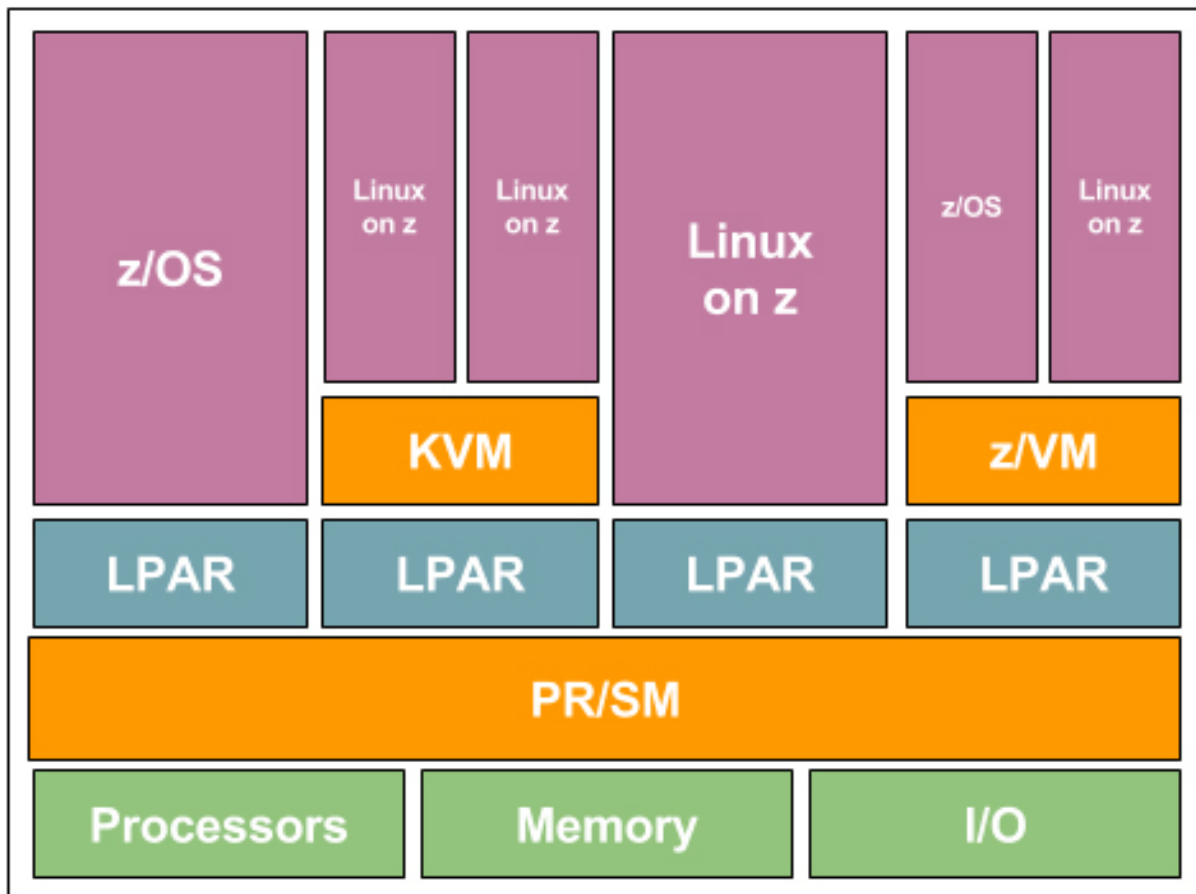 z/OS
Linux
on z
Linux
on z
Linux
on z
z/OS
Linux
on z
KVM
z/VM
LPAR
LPAR
LPAR
LPAR
PR/SM
Processors
Memory
I/O